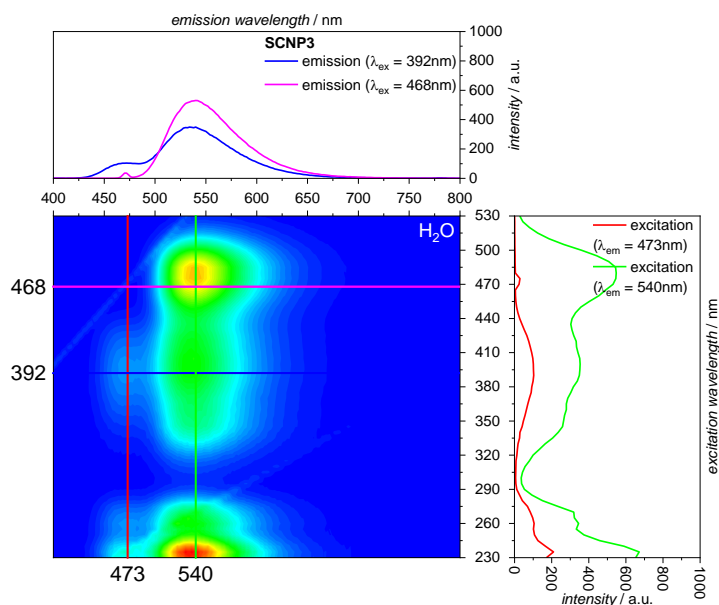 emission wavelength / nm
SCNP3
emission (λex = 392nm)
emission (λex = 468nm)
1000
800
600
400
200
0
intensity / a.u.
400 450 500 550 600 650 700 750 800
H2O
468
392
473 540
530
500
470
440
410
380
350
320
290
260
230
excitation wavelength / nm
excitation
(λem = 473nm)
excitation
(λem = 540nm)
0
200
400
600
800
1000
intensity / a.u.